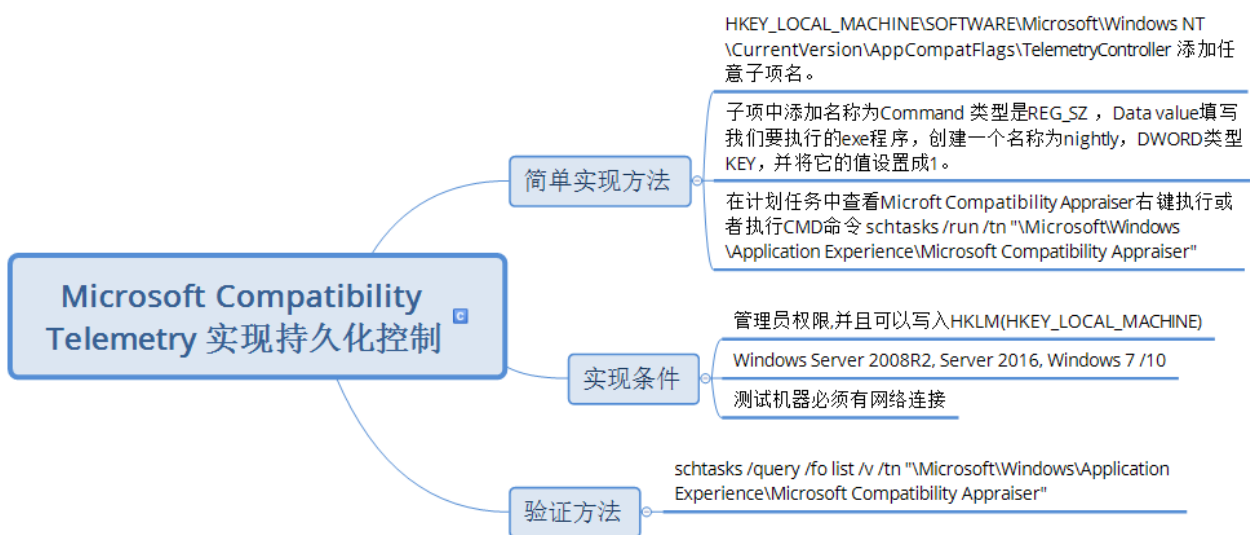 HKEY_LOCAL_MACHINE\SOFTWARE\Microsoft\Windows NT
\CurrentVersion\AppCompatFlags\TelemetryController 添加任
意子项名。
子项中添加名称为Command 类型是REG_SZ ，Data value填写
我们要执行的exe程序，创建一个名称为nightly，DWORD类型
KEY，并将它的值设置成1。
简单实现方法
在计划任务中查看Microft Compatibility Appraiser右键执行或
者执行CMD命令 schtasks /run /tn "\Microsoft\Windows
\Application Experience\Microsoft Compatibility Appraiser"
Microsoft Compatibility
Telemetry 实现持久化控制
C
管理员权限,并且可以写入HKLM(HKEY_LOCAL_MACHINE)
实现条件
Windows Server 2008R2, Server 2016, Windows 7 /10
测试机器必须有网络连接
验证方法
schtasks /query /fo list /v /tn "\Microsoft\Windows\Application
Experience\Microsoft Compatibility Appraiser"